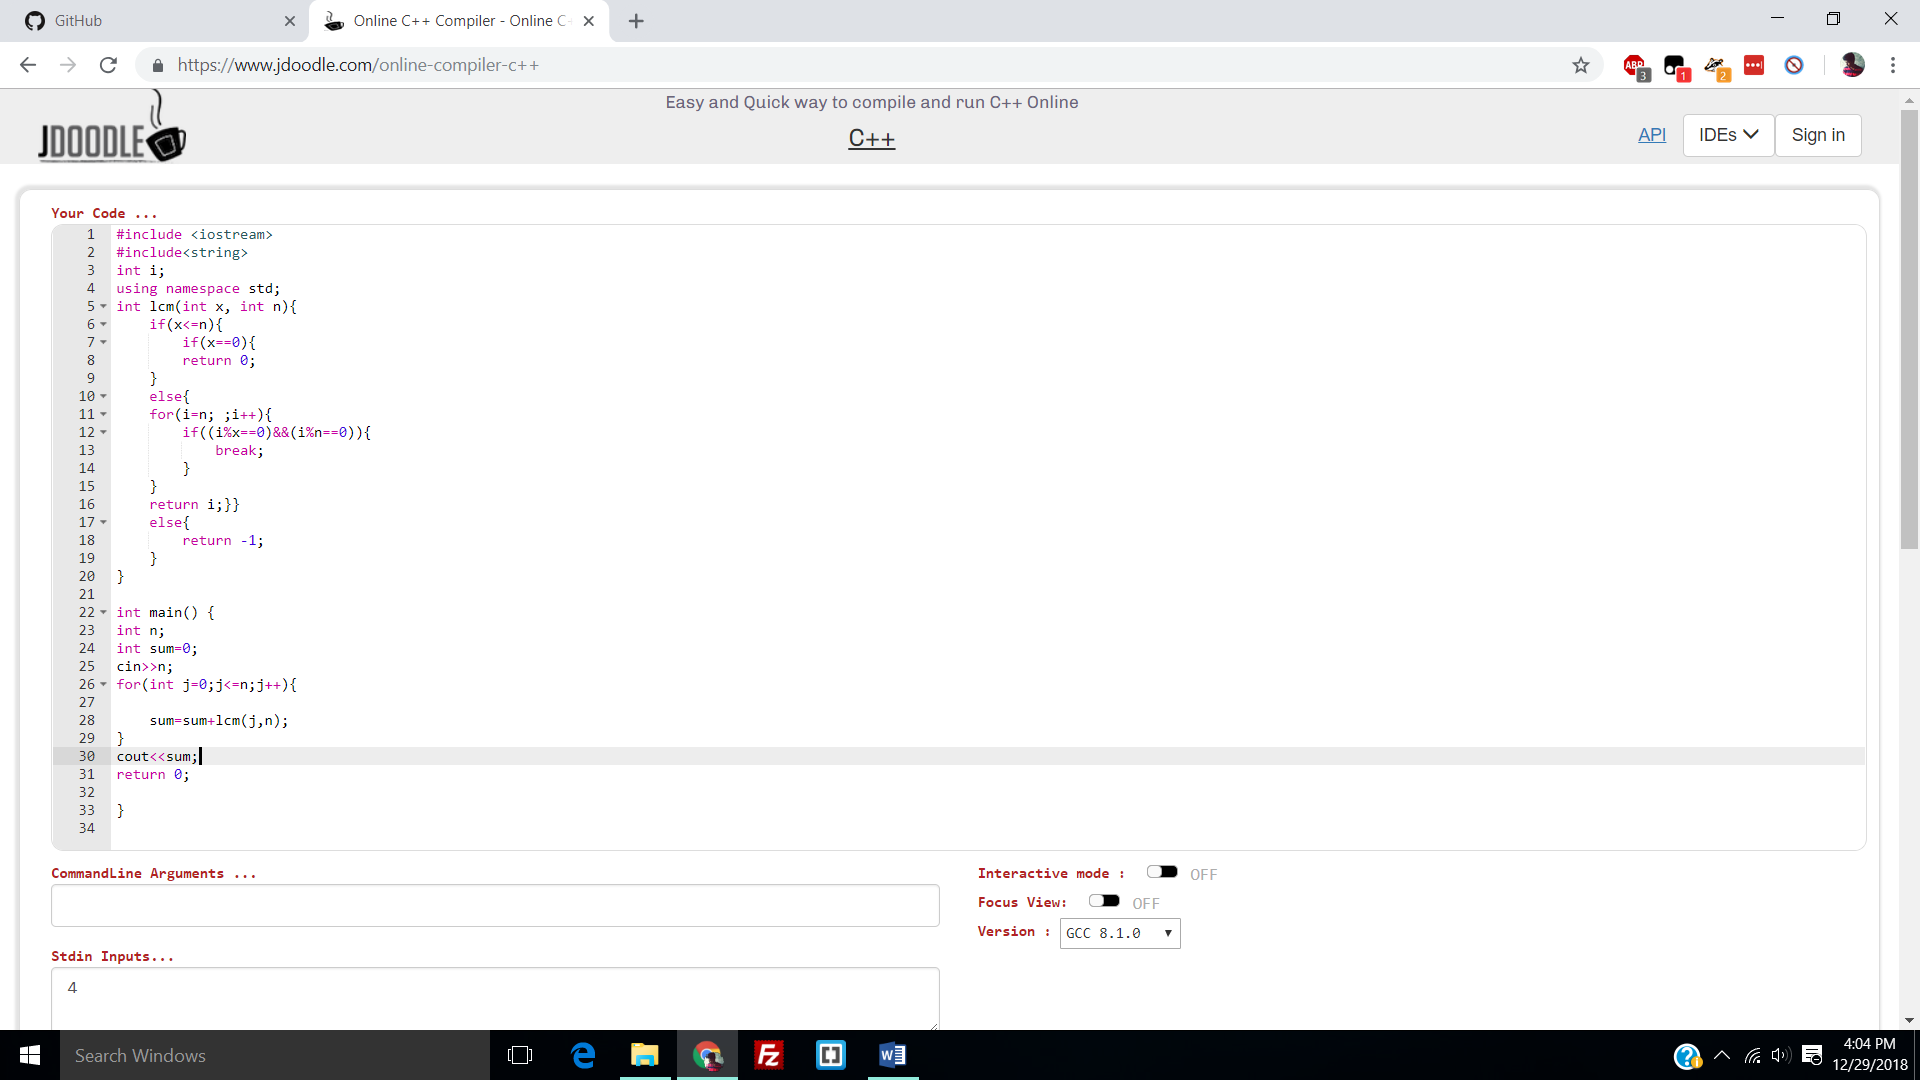 GitHub
Online C++ Compiler - Online C
https://www.jdoodle.com/online-compiler-c++
ABP 3 1 2
JDOODLE
Easy and Quick way to compile and run C++ Online
C++
API
IDEs
Sign in
Your Code ...
1 #include <iostream>
2 #include<string>
3 int i;
4 using namespace std;
5 int lcm(int x, int n){
6     if(x<=n){
7         if(x==0){
8         return 0;
9     }
10     else{
11     for(i=n; ;i++){
12         if((i%x==0)&&(i%n==0)){
13             break;
14         }
15     }
16     return i;}}
17     else{
18         return -1;
19     }
20 }
21
22 int main() {
23 int n;
24 int sum=0;
25 cin>>n;
26 for(int j=0;j<=n;j++){
27
28     sum=sum+lcm(j,n);
29 }
30 cout<<sum;
31 return 0;
32
33 }
34
CommandLine Arguments ...
Interactive mode : OFF
Focus View: OFF
Version : GCC 8.1.0
Stdin Inputs...
4
Search Windows
4:04 PM
12/29/2018